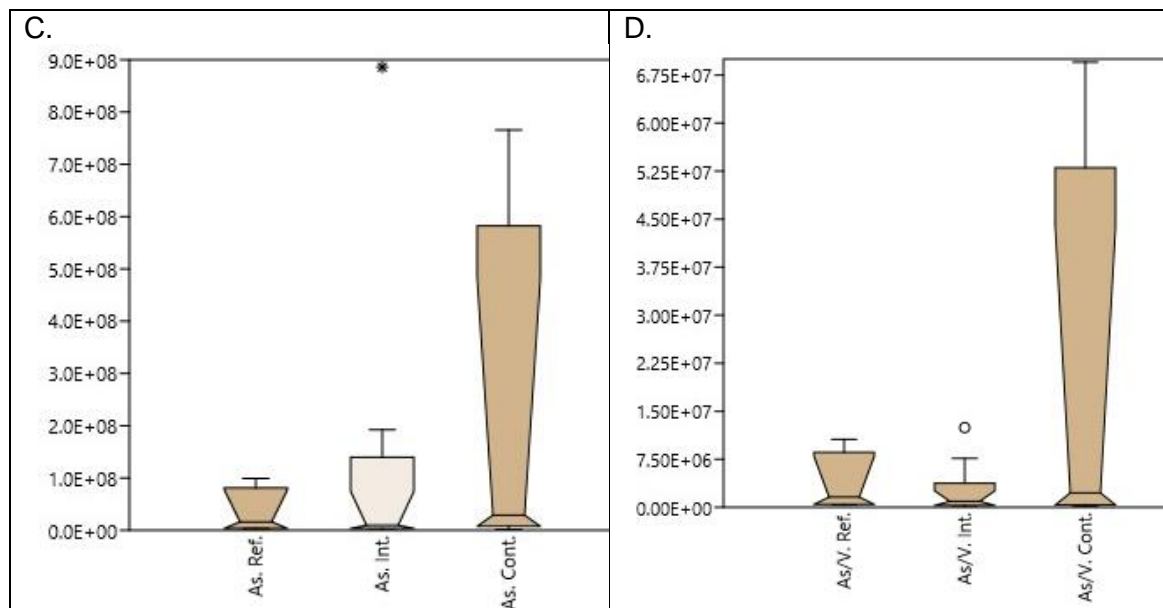 C.
9.0E+08
8.0E+08
7.0E+08
6.0E+08
5.0E+08
4.0E+08
3.0E+08
2.0E+08
1.0E+08
0.0E+00
As. Ref.
As. Int.
As. Cont.
D.
6.75E+07
6.00E+07
5.25E+07
4.50E+07
3.75E+07
3.00E+07
2.25E+07
1.50E+07
7.50E+06
0.00E+00
As/V. Ref.
As/V. Int.
As/V. Cont.